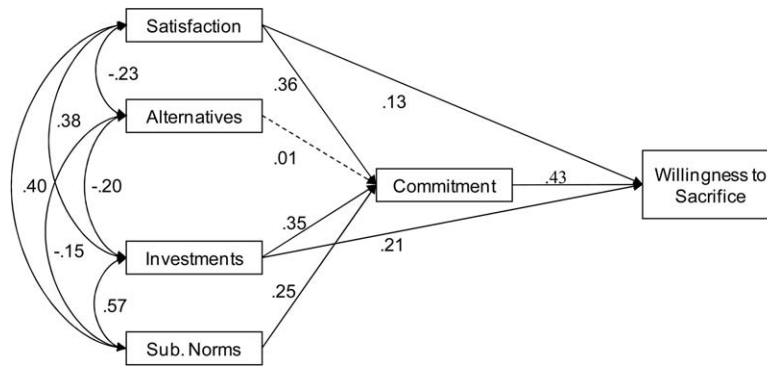 Satisfaction
-.23
.36
.13
.38
Alternatives
.01
.40
-.20
Commitment
.43
Willingness to
Sacrifice
-.15
.35
.21
Investments
.57
.25
Sub. Norms